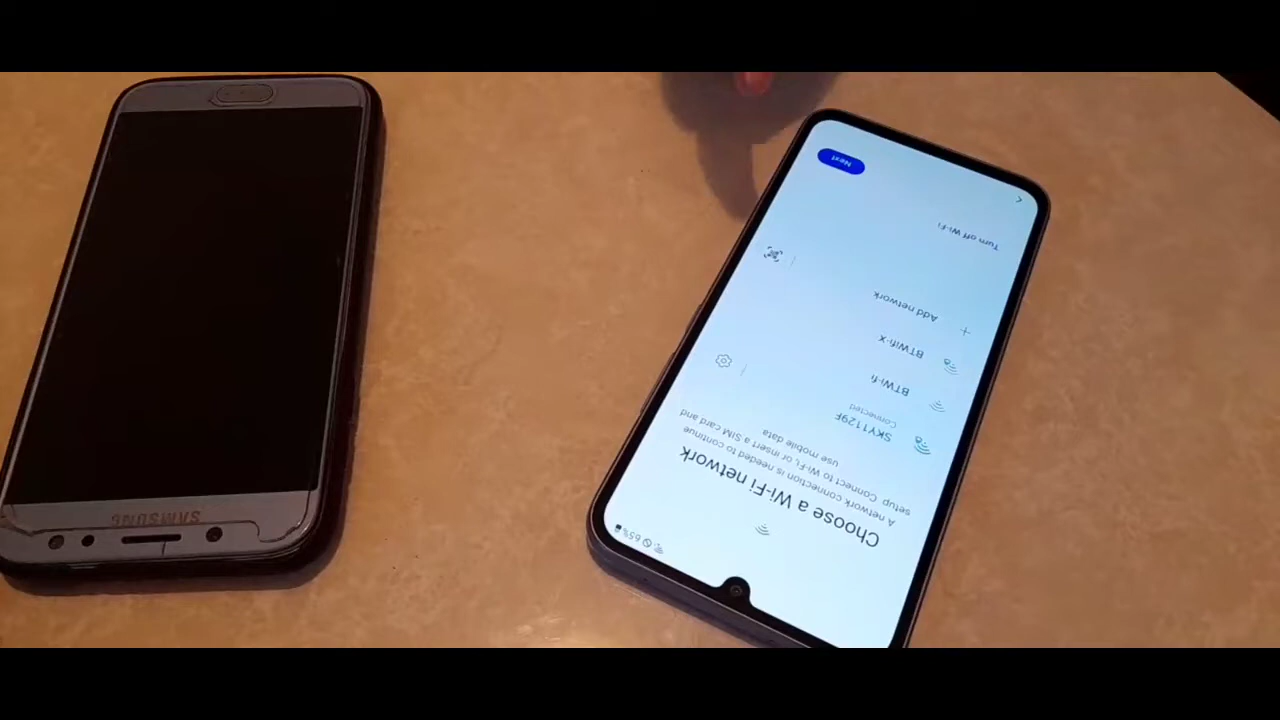 SAMSUNG
65%
Choose a Wi-Fi network
A network connection is needed to continue
setup. Connect to Wi-Fi, or insert a SIM card and
use mobile data
SKY1129F
Connected
BTWi-fi
BTWifi-X
Add network
Turn off Wi-Fi
Next